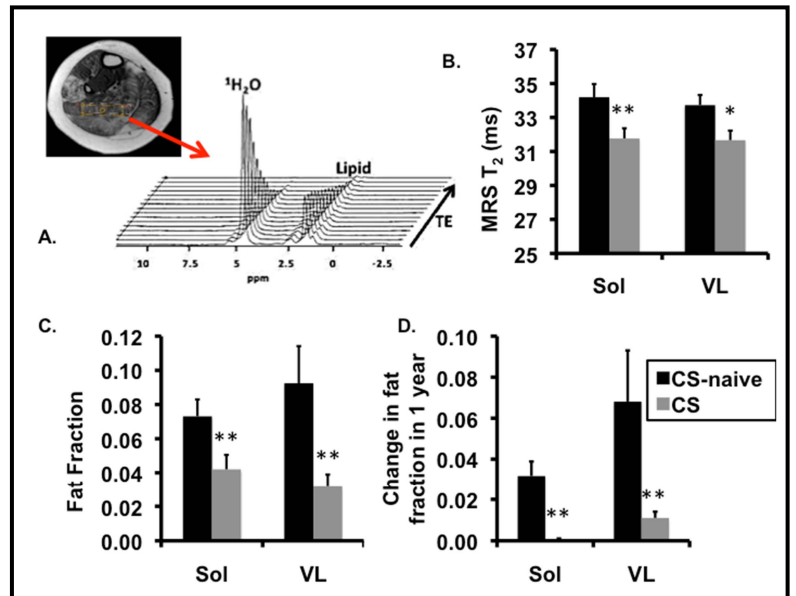 A.
¹H₂O
Lipid
TE
10 7.5 5 2.5 0 -2.5
ppm
B.
MRS T₂ (ms)
37
35
33
31
29
27
25
** *
Sol VL
C.
Fat Fraction
0.12
0.10
0.08
0.06
0.04
0.02
0.00
** **
Sol VL
D.
Change in fat
fraction in 1 year
0.10
0.08
0.06
0.04
0.02
0.00
** **
Sol VL
CS-naive
CS